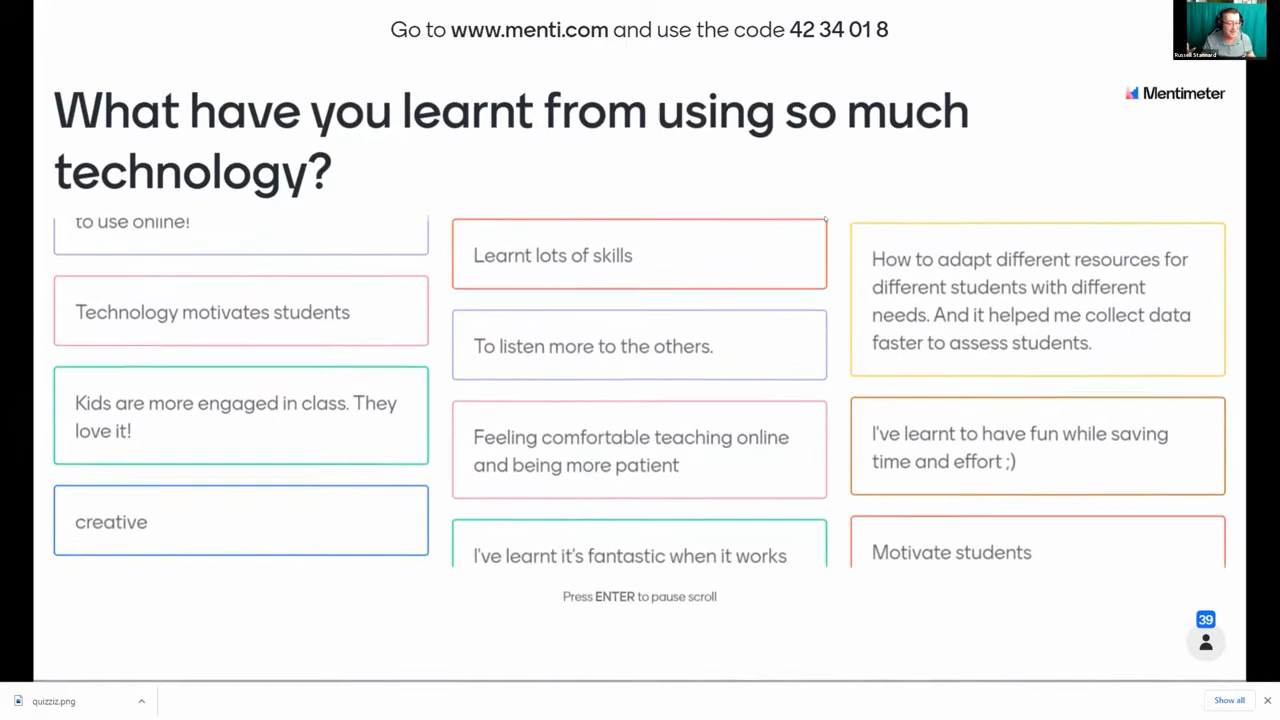 Go to www.menti.com and use the code 42 34 01 8
Russell Stannard
Mentimeter
What have you learnt from using so much
technology?
to use online!
Technology motivates students
Kids are more engaged in class. They
love it!
creative
Learnt lots of skills
To listen more to the others.
Feeling comfortable teaching online
and being more patient
I've learnt it's fantastic when it works
How to adapt different resources for
different students with different
needs. And it helped me collect data
faster to assess students.
I've learnt to have fun while saving
time and effort ;)
Motivate students
Press ENTER to pause scroll
39
quizziz.png
Show all